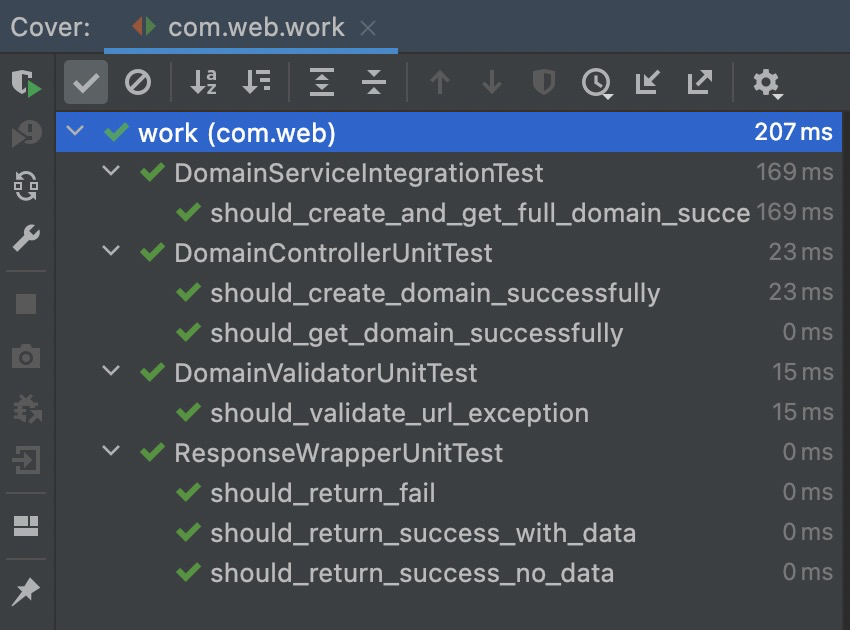 Cover: com.web.work
work (com.web) 207 ms
DomainServiceIntegrationTest 169 ms
should_create_and_get_full_domain_succe 169 ms
DomainControllerUnitTest 23 ms
should_create_domain_successfully 23 ms
should_get_domain_successfully 0 ms
DomainValidatorUnitTest 15 ms
should_validate_url_exception 15 ms
ResponseWrapperUnitTest 0 ms
should_return_fail 0 ms
should_return_success_with_data 0 ms
should_return_success_no_data 0 ms